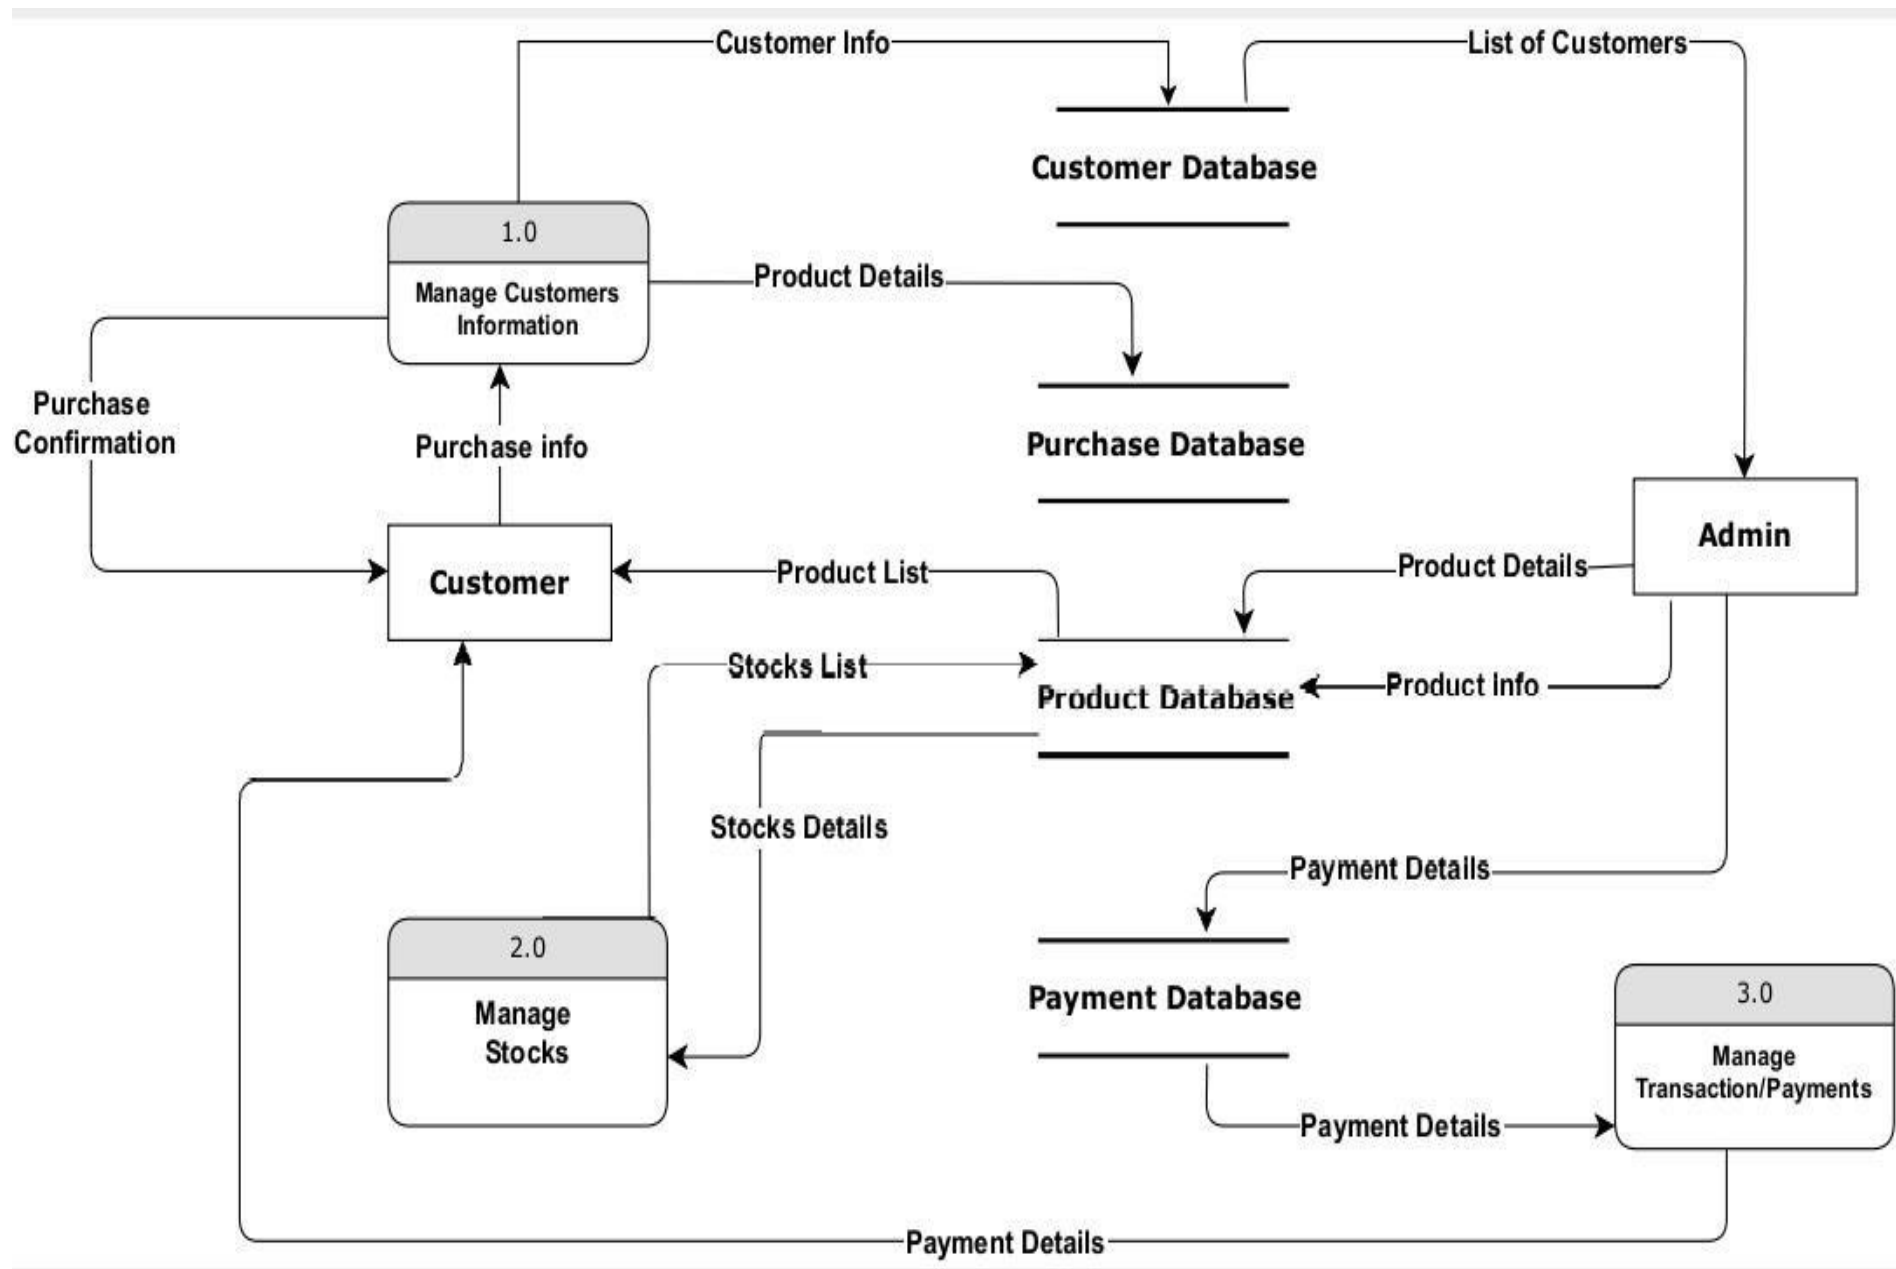 Customer Info
List of Customers
Customer Database
1.0
Manage Customers
Information
Product Details
Purchase
Confirmation
Purchase info
Purchase Database
Admin
Customer
Product List
Product Details
Stocks List
Product Database
Product info
Stocks Details
Payment Details
2.0
Manage
Stocks
Payment Database
3.0
Manage
Transaction/Payments
Payment Details
Payment Details